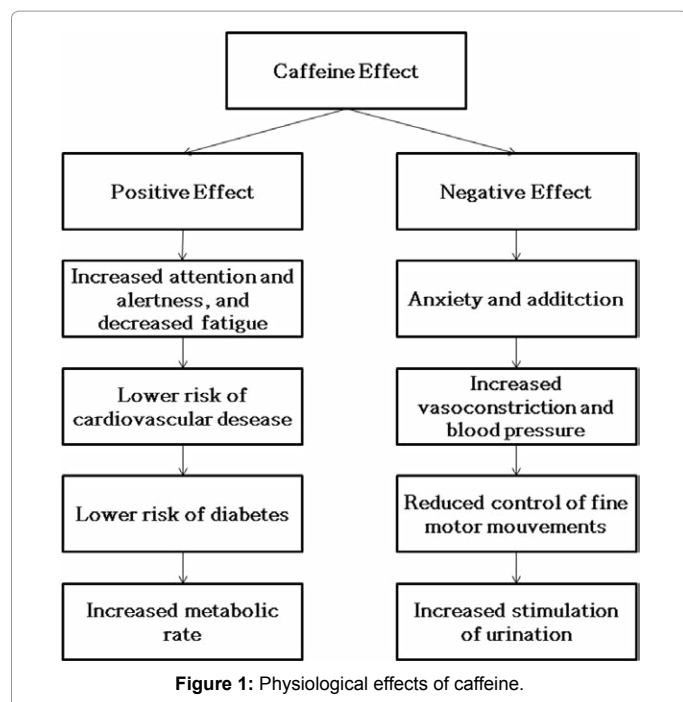 Caffeine Effect
Positive Effect
Negative Effect
Increased attention and
alertness, and
decreased fatigue
Anxiety and additction
Lower risk of
cardiovascular desease
Increased
vasoconstriction and
blood pressure
Lower risk of diabetes
Reduced control of fine
motor mouvements
Increased metabolic
rate
Increased stimulation
of urination
Figure 1: Physiological effects of caffeine.